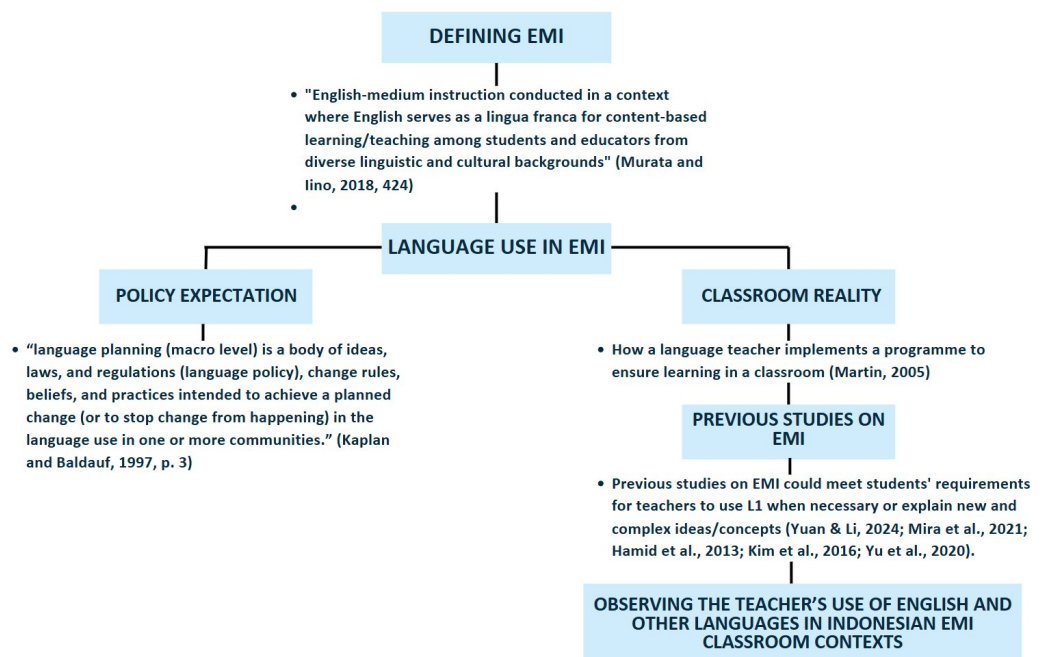 DEFINING EMI
• "English-medium instruction conducted in a context
where English serves as a lingua franca for content-based
learning/teaching among students and educators from
diverse linguistic and cultural backgrounds" (Murata and
Iino, 2018, 424)
•
LANGUAGE USE IN EMI
POLICY EXPECTATION
• “language planning (macro level) is a body of ideas,
laws, and regulations (language policy), change rules,
beliefs, and practices intended to achieve a planned
change (or to stop change from happening) in the
language use in one or more communities.” (Kaplan
and Baldauf, 1997, p. 3)
CLASSROOM REALITY
• How a language teacher implements a programme to
ensure learning in a classroom (Martin, 2005)
PREVIOUS STUDIES ON
EMI
• Previous studies on EMI could meet students' requirements
for teachers to use L1 when necessary or explain new and
complex ideas/concepts (Yuan & Li, 2024; Mira et al., 2021;
Hamid et al., 2013; Kim et al., 2016; Yu et al., 2020).
OBSERVING THE TEACHER’S USE OF ENGLISH AND
OTHER LANGUAGES IN INDONESIAN EMI
CLASSROOM CONTEXTS